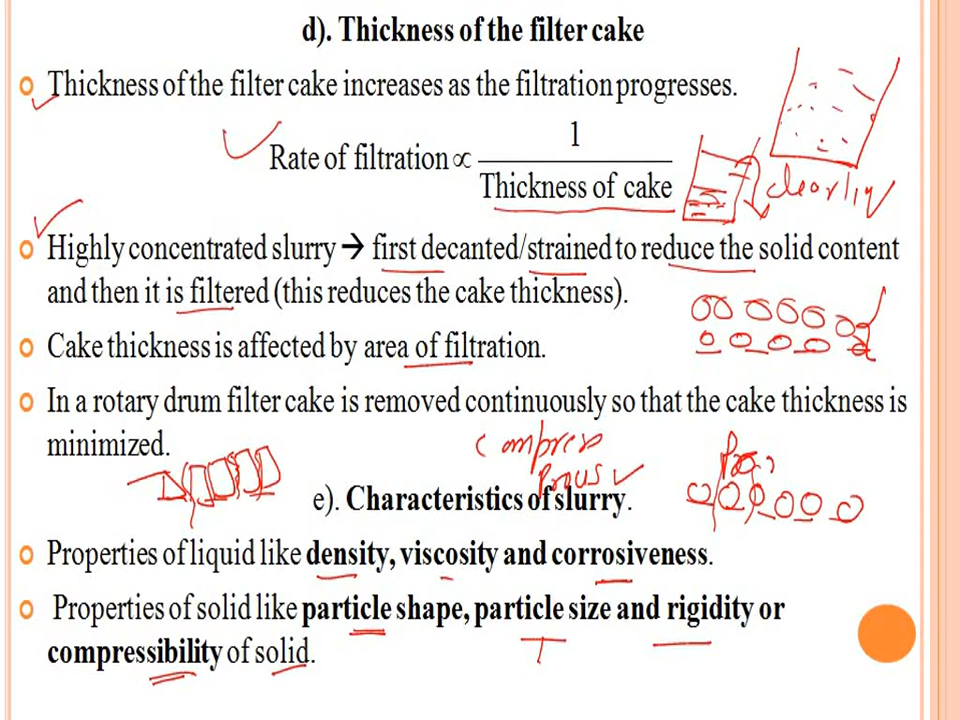 d). Thickness of the filter cake
Thickness of the filter cake increases as the filtration progresses.
Rate of filtration ∝ 1 / Thickness of cake
clear liq
Highly concentrated slurry → first decanted/strained to reduce the solid content
and then it is filtered (this reduces the cake thickness).
Cake thickness is affected by area of filtration.
In a rotary drum filter cake is removed continuously so that the cake thickness is
minimized.
Compress
Porous
e). Characteristics of slurry.
Properties of liquid like density, viscosity and corrosiveness.
Properties of solid like particle shape, particle size and rigidity or
compressibility of solid.